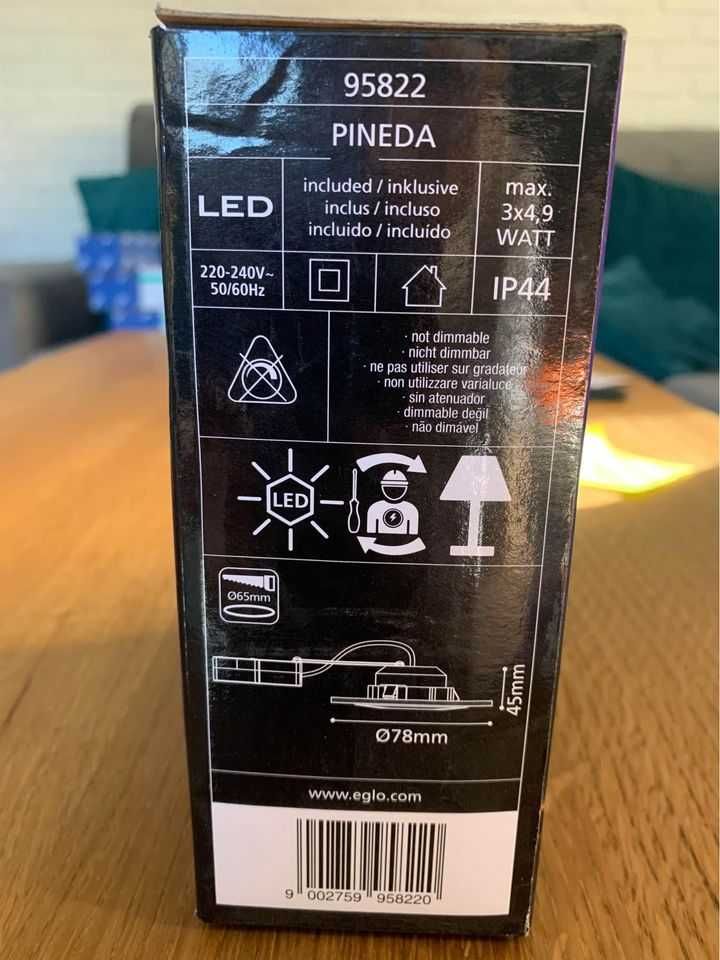 95822
PINEDA
LED
included / inklusive
inclus / incluso
incluido / incluído
max.
3x4,9
WATT
220-240V~
50/60Hz
IP44
· not dimmable
· nicht dimmbar
· ne pas utiliser sur gradateur
· non utilizzare varialuce
· sin atenuador
· dimmable değil
· não dimável
LED
Ø65mm
45mm
Ø78mm
www.eglo.com
9 002759 958220